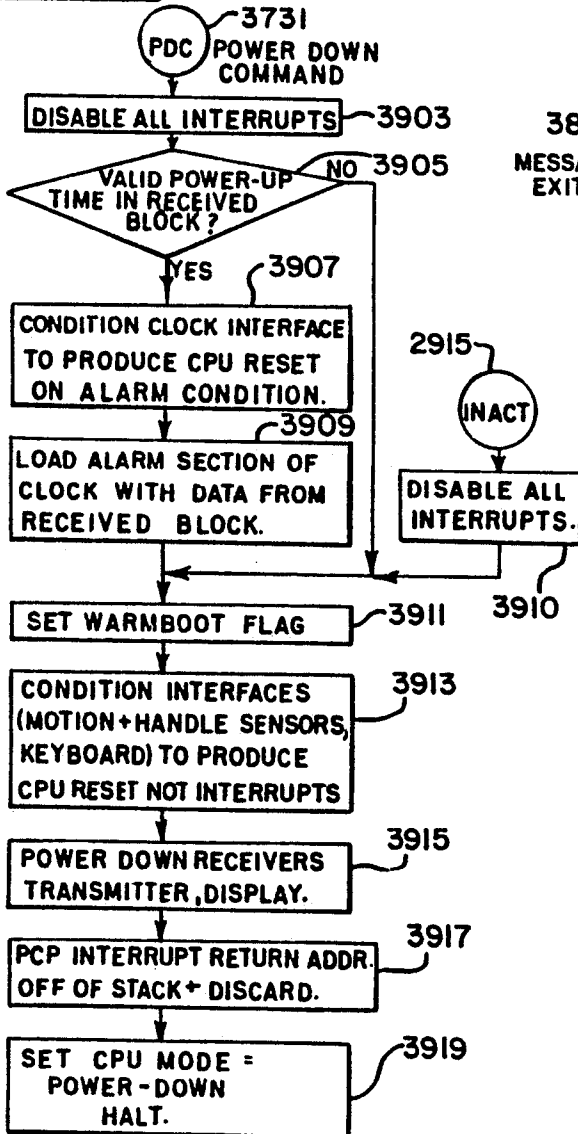 3731
PDC
POWER DOWN
COMMAND
DISABLE ALL INTERRUPTS
3903
38
MESSA
EXIT
3905
NO
VALID POWER-UP
TIME IN RECEIVED
BLOCK?
YES
3907
CONDITION CLOCK INTERFACE
TO PRODUCE CPU RESET
ON ALARM CONDITION.
3909
LOAD ALARM SECTION OF
CLOCK WITH DATA FROM
RECEIVED BLOCK.
2915
INACT
DISABLE ALL
INTERRUPTS.
3910
SET WARMBOOT FLAG
3911
CONDITION INTERFACES
(MOTION+HANDLE SENSORS,
KEYBOARD) TO PRODUCE
CPU RESET NOT INTERRUPTS
3913
POWER DOWN RECEIVERS
TRANSMITTER, DISPLAY.
3915
PCP INTERRUPT RETURN ADDR.
OFF OF STACK+ DISCARD.
3917
SET CPU MODE =
POWER-DOWN
HALT.
3919